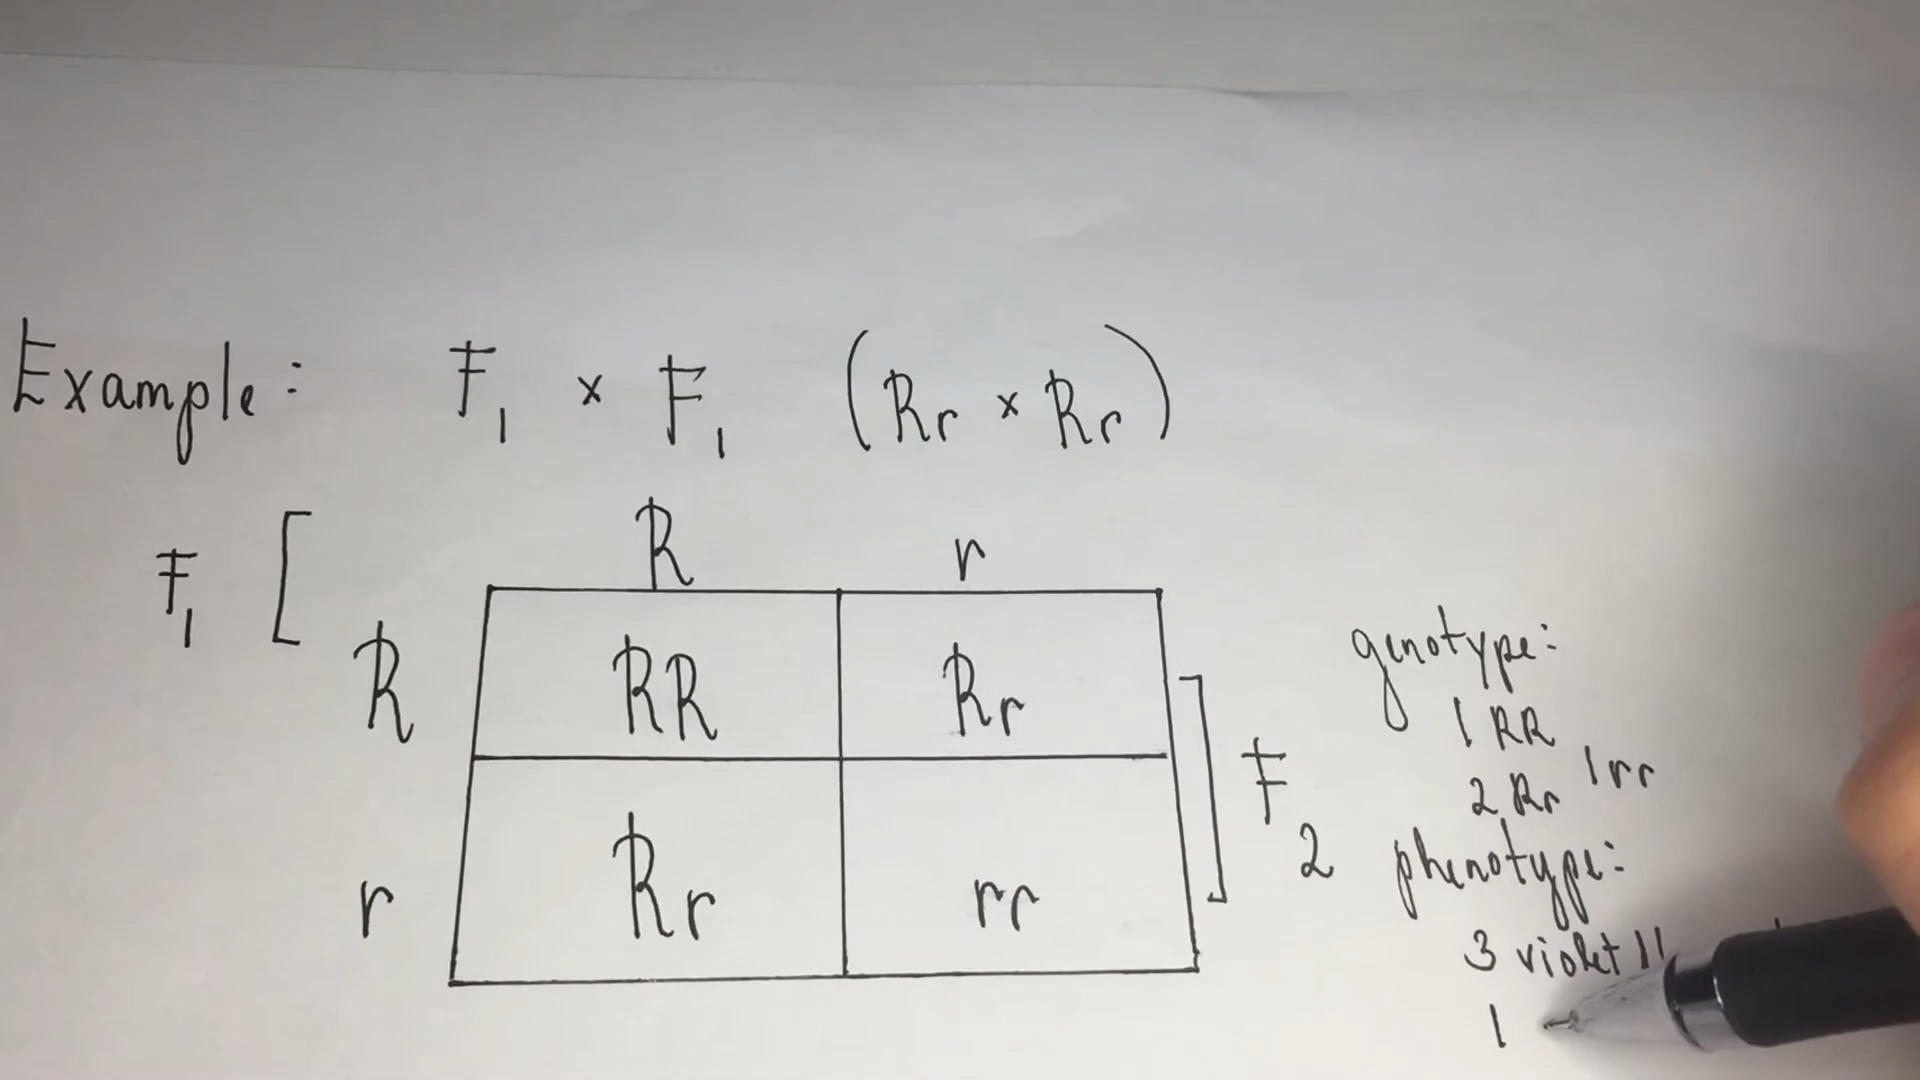 Example: F1 x F1 (Rr x Rr)
F1 [ R r
R RR Rr
r Rr rr
] F2
genotype:
1 RR
2 Rr 1 rr
phenotype:
3 violet
1